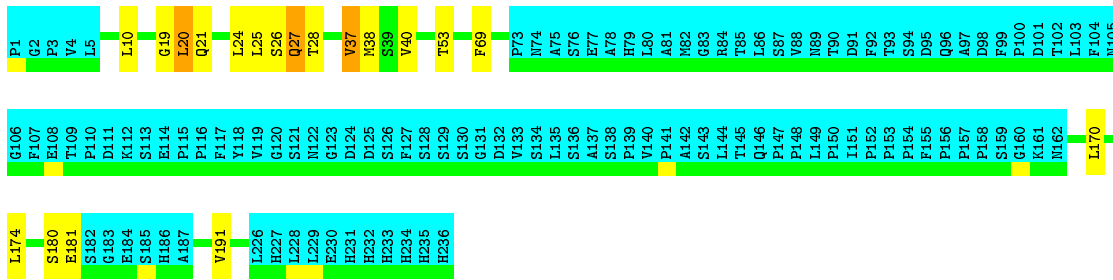 P1 G2 P3 V4 L5 L10 G19 L20 Q21 L24 L25 S26 Q27 T28 V37 M38 S39 V40 T53 F69 P73 N74 A75 S76 E77 A78 H79 L80 A81 M82 G83 R84 T85 L86 S87 V88 N89 T90 D91 F92 T93 S94 D95 Q96 A97 D98 F99 P100 D101 T102 L103 F104 N105
G106 F107 E108 T109 P110 D111 K112 S113 E114 P115 P116 F117 Y118 V119 G120 S121 N122 G123 D124 D125 S126 F127 S128 S129 S130 G131 D132 V133 S134 L135 S136 A137 S138 P139 V140 P141 A142 S143 L144 T145 Q146 P147 P148 L149 P150 I151 P152 P153 P154 F155 P156 P157 P158 S159 G160 K161 N162 L170
L174 S180 E181 S182 G183 E184 S185 H186 A187 V191 L226 H227 L228 L229 E230 H231 H232 H233 H234 H235 H236